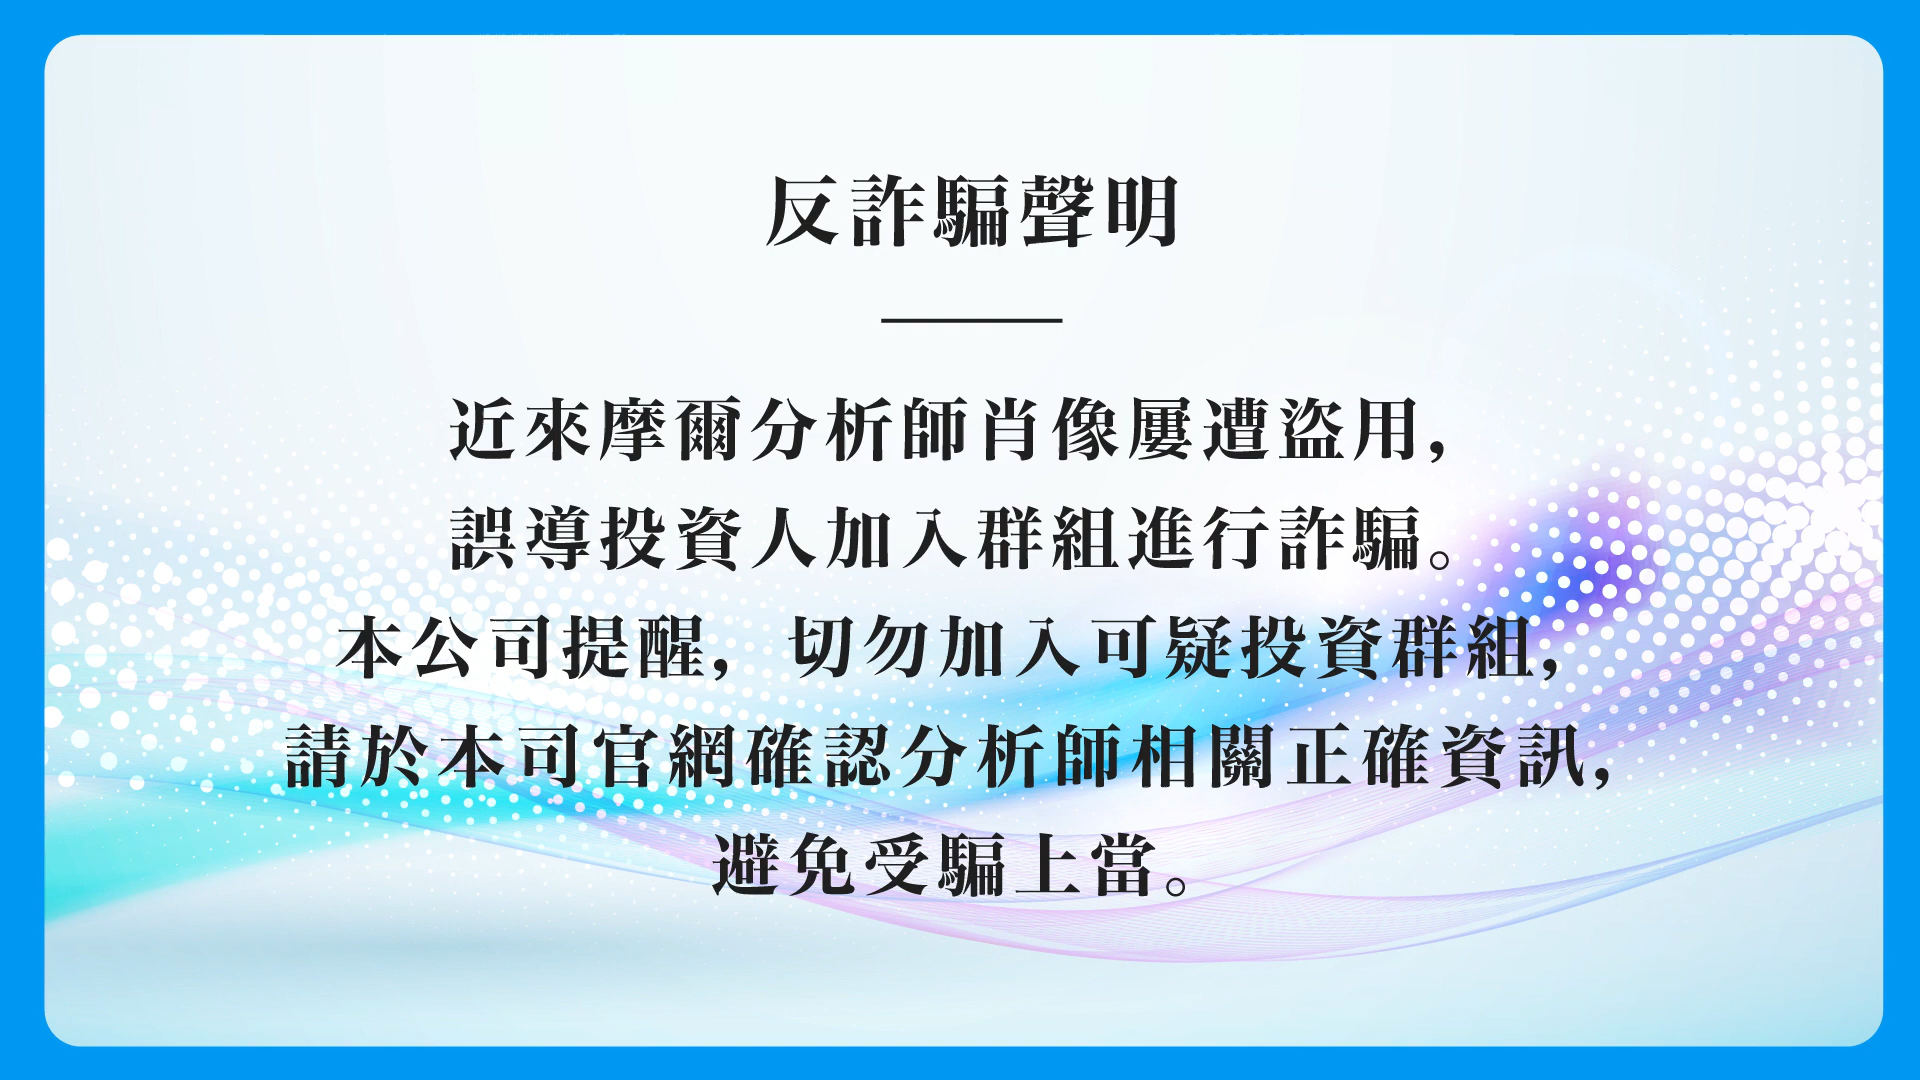 反詐騙聲明
近來摩爾分析師肖像屢遭盜用，
誤導投資人加入群組進行詐騙。
本公司提醒，切勿加入可疑投資群組，
請於本司官網確認分析師相關正確資訊，
避免受騙上當。